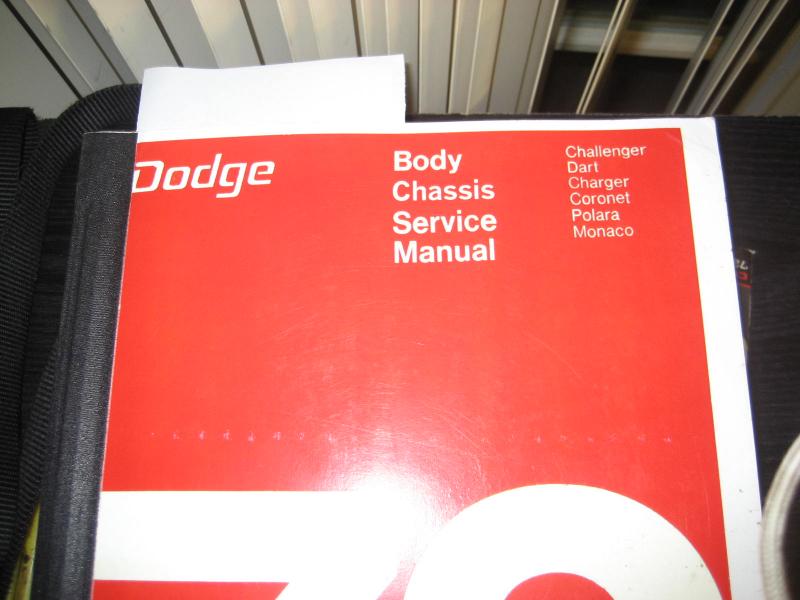 Dodge
Body
Chassis
Service
Manual
Challenger
Dart
Charger
Coronet
Polara
Monaco